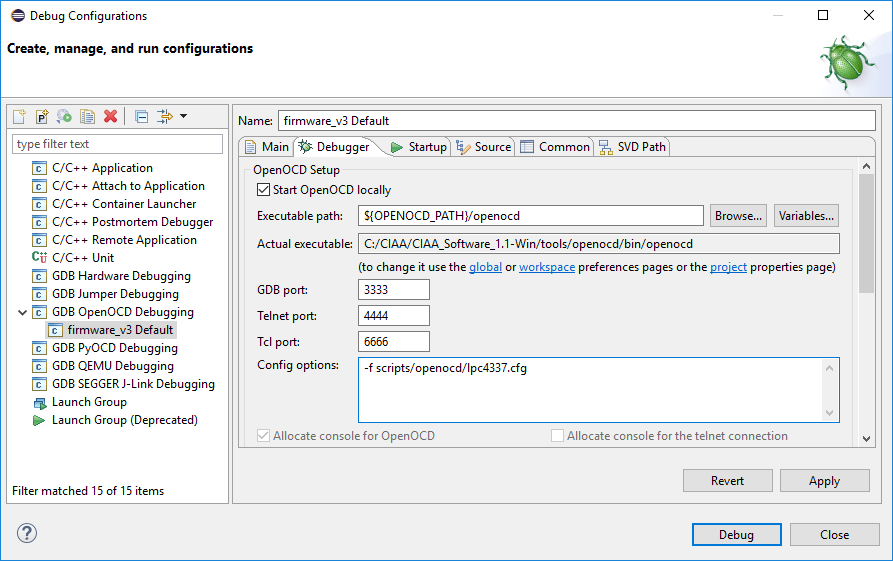 Debug Configurations
Create, manage, and run configurations
type filter text
C/C++ Application
C/C++ Attach to Application
C/C++ Container Launcher
C/C++ Postmortem Debugger
C/C++ Remote Application
C/C++ Unit
GDB Hardware Debugging
GDB Jumper Debugging
GDB OpenOCD Debugging
firmware_v3 Default
GDB PyOCD Debugging
GDB QEMU Debugging
GDB SEGGER J-Link Debugging
Launch Group
Launch Group (Deprecated)
Filter matched 15 of 15 items
Name: firmware_v3 Default
Main Debugger Startup Source Common SVD Path
OpenOCD Setup
Start OpenOCD locally
Executable path: ${OPENOCD_PATH}/openocd Browse... Variables...
Actual executable: C:/CIAA/CIAA_Software_1.1-Win/tools/openocd/bin/openocd
(to change it use the global or workspace preferences pages or the project properties page)
GDB port: 3333
Telnet port: 4444
Tcl port: 6666
Config options: -f scripts/openocd/lpc4337.cfg
Allocate console for OpenOCD Allocate console for the telnet connection
Revert Apply
? Debug Close